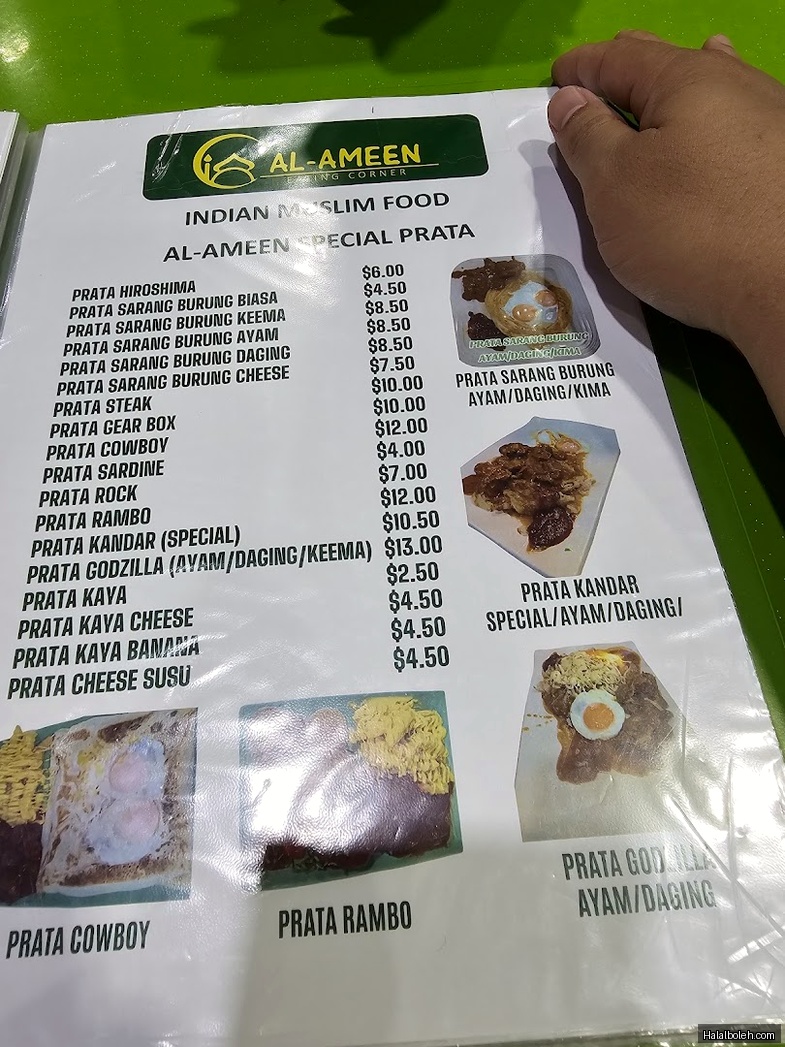 AL-AMEEN
EATING CORNER
INDIAN MUSLIM FOOD
AL-AMEEN SPECIAL PRATA
PRATA HIROSHIMA $6.00
PRATA SARANG BURUNG BIASA $4.50
PRATA SARANG BURUNG KEEMA $8.50
PRATA SARANG BURUNG AYAM $8.50
PRATA SARANG BURUNG DAGING $8.50
PRATA SARANG BURUNG CHEESE $7.50
PRATA STEAK $10.00
PRATA GEAR BOX $10.00
PRATA COWBOY $12.00
PRATA SARDINE $4.00
PRATA ROCK $7.00
PRATA RAMBO $12.00
PRATA KANDAR (SPECIAL) $10.50
PRATA GODZILLA (AYAM/DAGING/KEEMA) $13.00
PRATA KAYA $2.50
PRATA KAYA CHEESE $4.50
PRATA KAYA BANANA $4.50
PRATA CHEESE SUSU $4.50
PRATA SARANG BURUNG
AYAM/DAGING/KIMA
PRATA SARANG BURUNG
AYAM/DAGING/KIMA
PRATA KANDAR
SPECIAL/AYAM/DAGING/
PRATA GODZILLA
AYAM/DAGING
PRATA COWBOY
PRATA RAMBO
Halalboleh.com